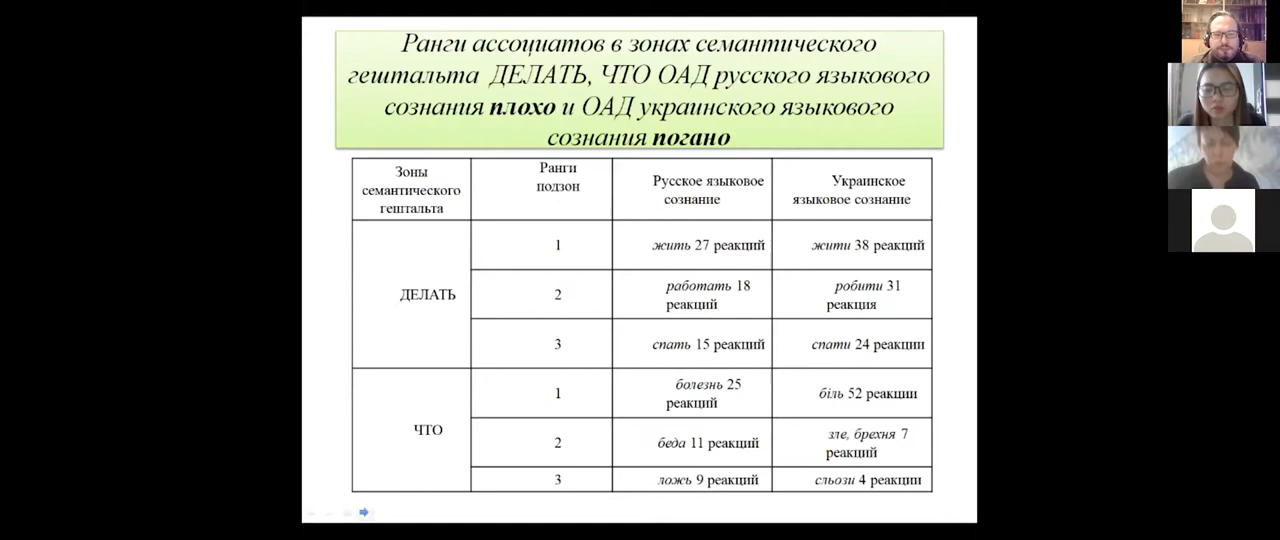 Ранги ассоциатов в зонах семантического
гештальта ДЕЛАТЬ, ЧТО ОАД русского языкового
сознания плохо и ОАД украинского языкового
сознания погано
Зоны
семантического
гештальта
Ранги
подзон
Русское языковое
сознание
Украинское
языковое сознание
ДЕЛАТЬ
1
жить 27 реакций
жити 38 реакций
2
работать 18
реакций
робити 31
реакция
3
спать 15 реакций
спати 24 реакции
ЧТО
1
болезнь 25
реакций
біль 52 реакции
2
беда 11 реакций
зле, брехня 7
реакций
3
ложь 9 реакций
сльози 4 реакции